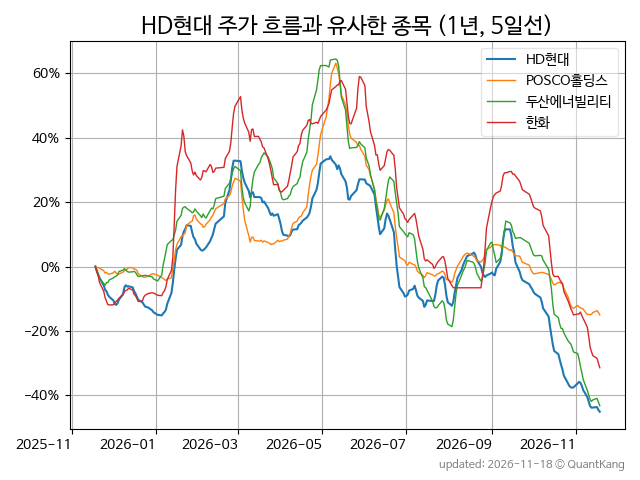 HD현대 주가 흐름과 유사한 종목 (1년, 5일선)
HD현대
POSCO홀딩스
두산에너빌리티
한화
60%
40%
20%
0%
−20%
−40%
2025-11 2026-01 2026-03 2026-05 2026-07 2026-09 2026-11
updated: 2026-11-18 © QuantKang